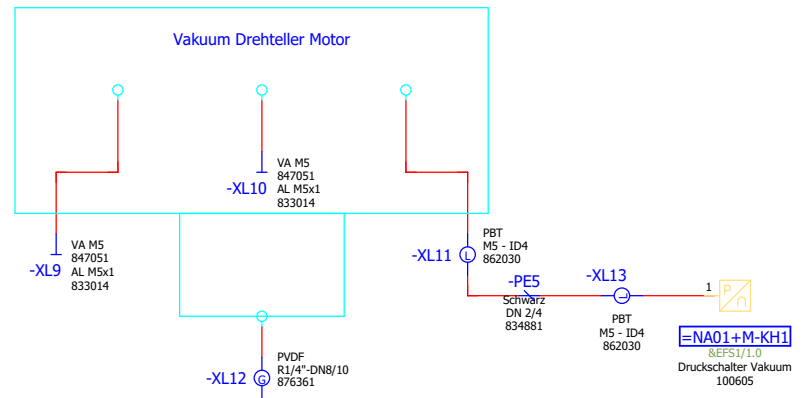 Vakuum Drehteller Motor
VA M5
847051
-XL10
AL M5x1
833014
VA M5
847051
-XL9
AL M5x1
833014
PBT
M5 - ID4
-XL11
L
862030
-PE5
Schwarz
DN 2/4
834881
-XL13
L
PBT
M5 - ID4
862030
1
P/n
=NA01+M-KH1
&EFS1/1.0
Druckschalter Vakuum
100605
PVDF
R1/4"-DN8/10
-XL12
G
876361